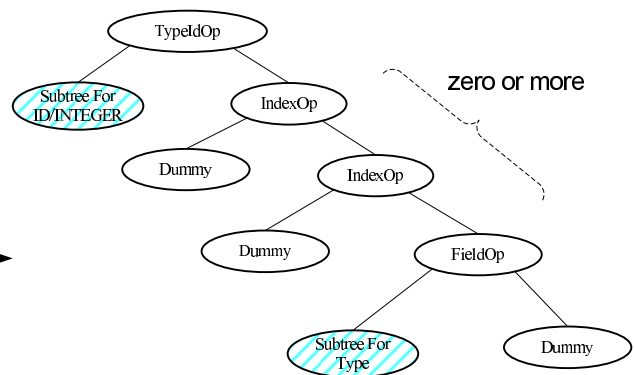 TypeIdOp
zero or more
Subtree For
ID/INTEGER
IndexOp
Dummy
IndexOp
Dummy
FieldOp
Subtree For
Type
Dummy